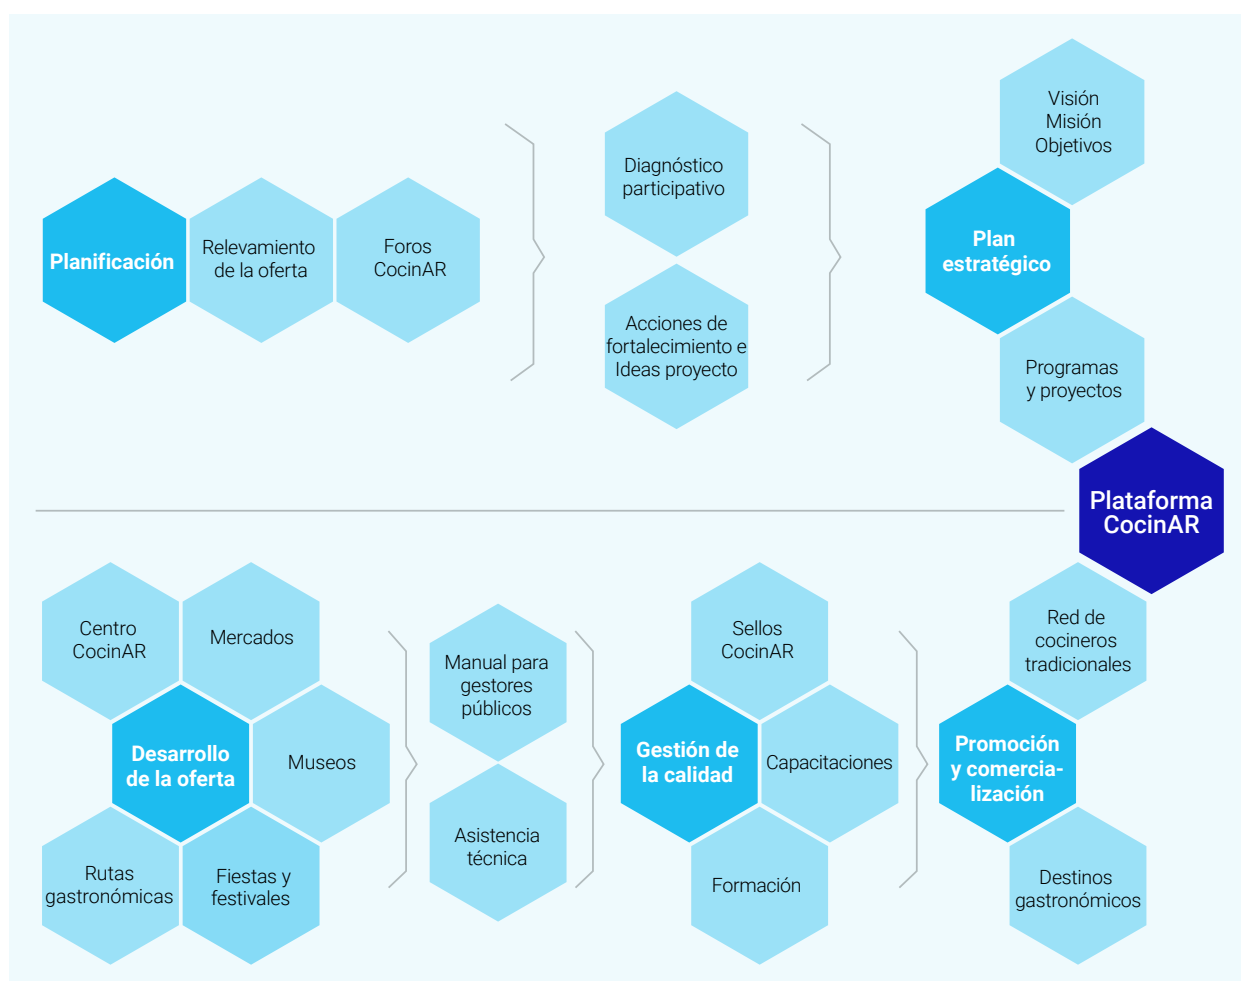 Planificación
Relevamiento
de la oferta
Foros
CocinAR
Diagnóstico
participativo
Acciones de
fortalecimiento e
Ideas proyecto
Visión
Misión
Objetivos
Plan
estratégico
Programas
y proyectos
Plataforma
CocinAR
Centro
CocinAR
Mercados
Desarrollo
de la oferta
Museos
Rutas
gastronómicas
Fiestas y
festivales
Manual para
gestores
públicos
Asistencia
técnica
Sellos
CocinAR
Gestión de
la calidad
Capacitaciones
Formación
Red de
cocineros
tradicionales
Promoción
y comercia-
lización
Destinos
gastronómicos